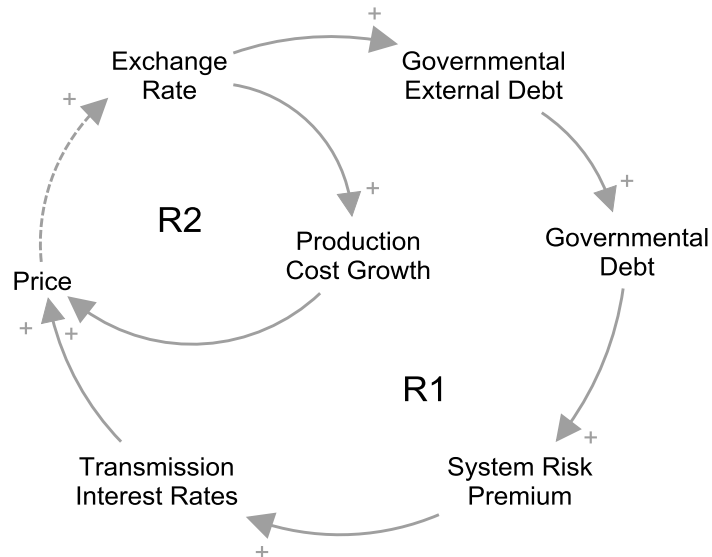 +
Exchange
Rate
Governmental
External Debt
+
+
+
R2
Production
Cost Growth
Governmental
Debt
Price
+
+
R1
+
Transmission
Interest Rates
System Risk
Premium
+